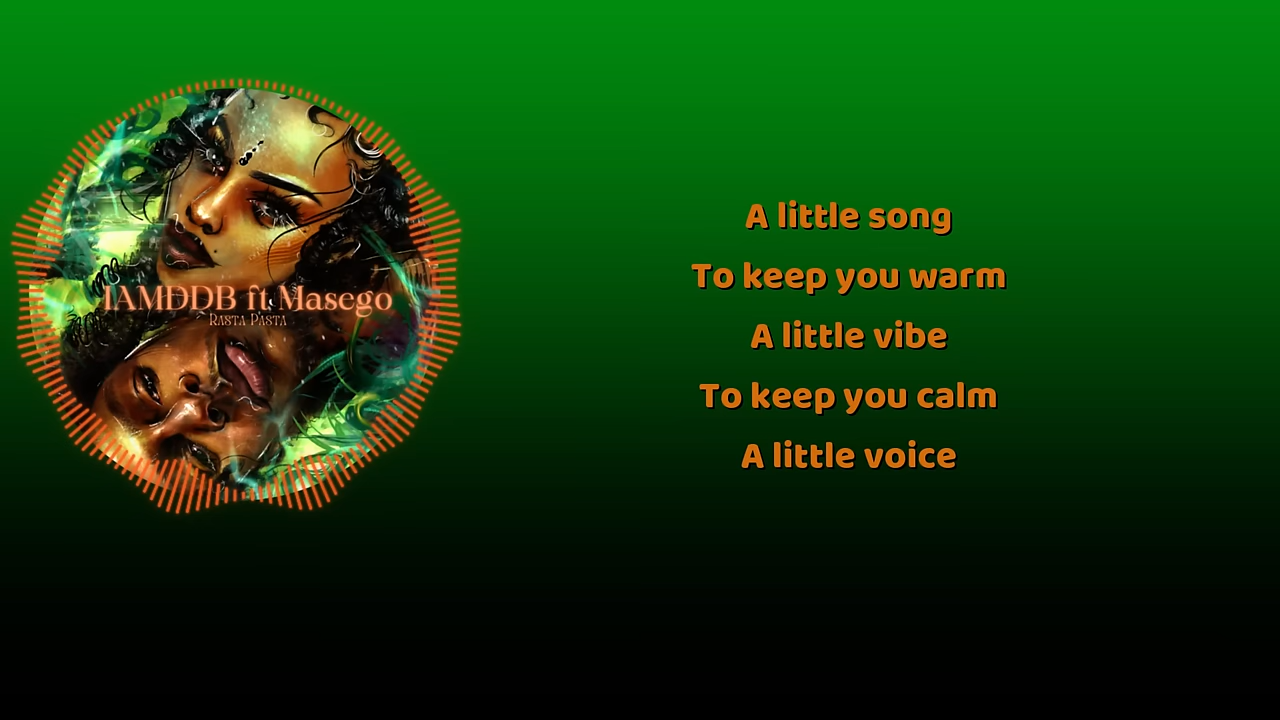 IAMDDB ft Masego
Rasta Pasta
A little song
To keep you warm
A little vibe
To keep you calm
A little voice